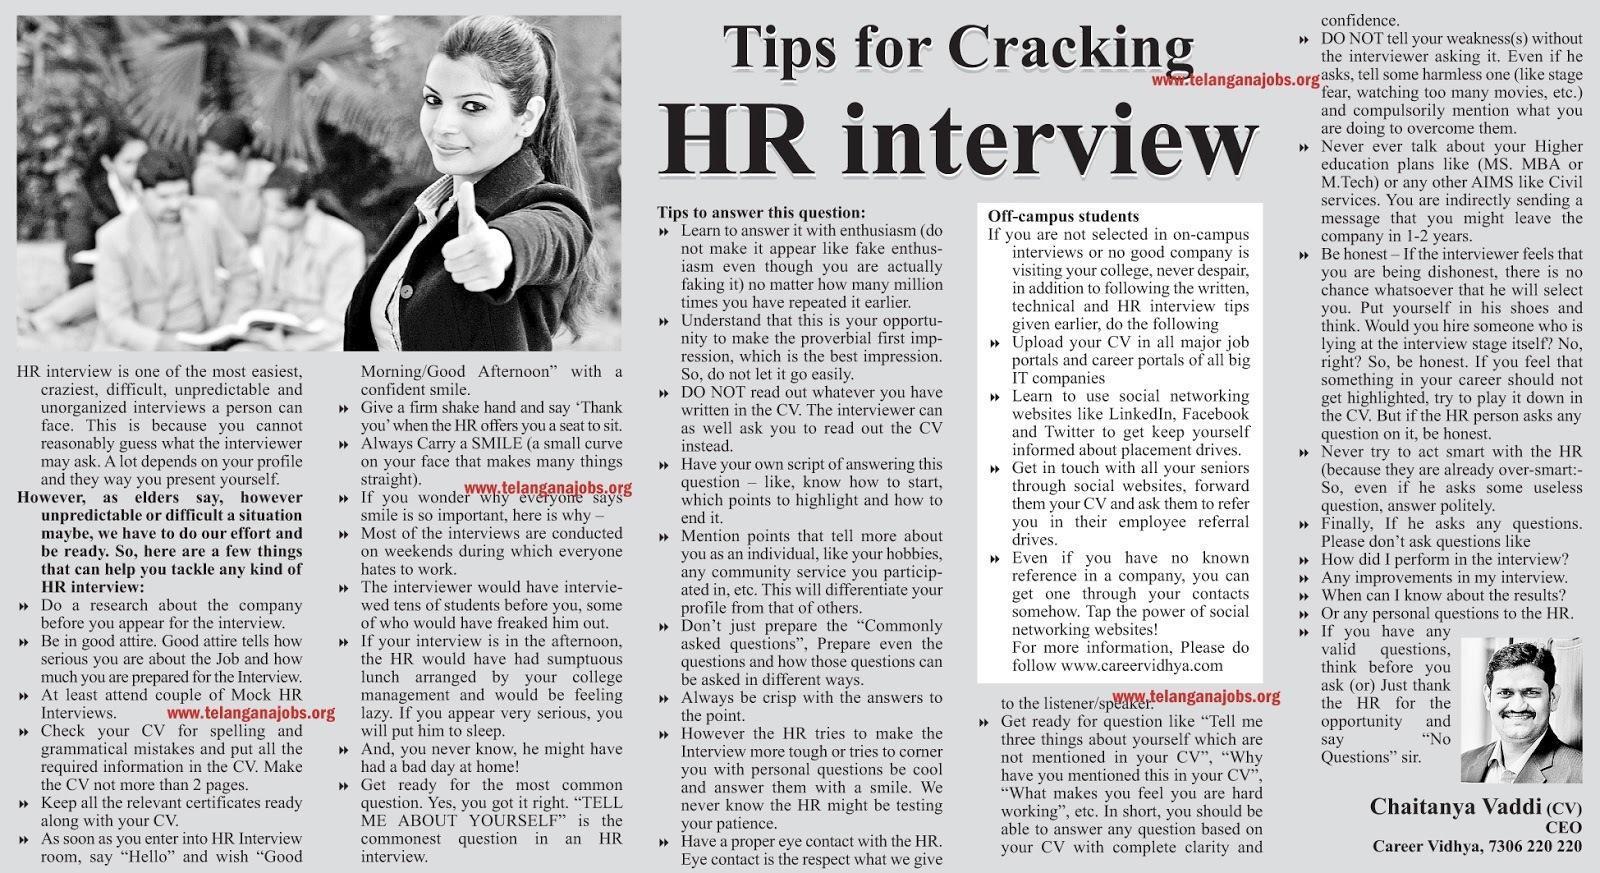 Tips for Cracking
www.telanganajobs.org
HR interview
HR interview is one of the most easiest,
craziest, difficult, unpredictable and
unorganized interviews a person can
face. This is because you cannot
reasonably guess what the interviewer
may ask. A lot depends on your profile
and they way you present yourself.
However, as elders say, however
unpredictable or difficult a situation
maybe, we have to do our effort and
be ready. So, here are a few things
that can help you tackle any kind of
HR interview:
Do a research about the company
before you appear for the interview.
Be in good attire. Good attire tells how
serious you are about the Job and how
much you are prepared for the Interview.
At least attend couple of Mock HR
Interviews.
www.telanganajobs.org
Check your CV for spelling and
grammatical mistakes and put all the
required information in the CV. Make
the CV not more than 2 pages.
Keep all the relevant certificates ready
along with your CV.
As soon as you enter into HR Interview
room, say “Hello” and wish “Good
Morning/Good Afternoon” with a
confident smile.
Give a firm shake hand and say ‘Thank
you’ when the HR offers you a seat to sit.
Always Carry a SMILE (a small curve
on your face that makes many things
straight).
www.telanganajobs.org
If you wonder why everyone says
smile is so important, here is why –
Most of the interviews are conducted
on weekends during which everyone
hates to work.
The interviewer would have intervie-
wed tens of students before you, some
of who would have freaked him out.
If your interview is in the afternoon,
the HR would have had sumptuous
lunch arranged by your college
management and would be feeling
lazy. If you appear very serious, you
will put him to sleep.
And, you never know, he might have
had a bad day at home!
Get ready for the most common
question. Yes, you got it right. “TELL
ME ABOUT YOURSELF” is the
commonest question in an HR
interview.
Tips to answer this question:
Learn to answer it with enthusiasm (do
not make it appear like fake enthus-
iasm even though you are actually
faking it) no matter how many million
times you have repeated it earlier.
Understand that this is your opportu-
nity to make the proverbial first imp-
ression, which is the best impression.
So, do not let it go easily.
DO NOT read out whatever you have
written in the CV. The interviewer can
as well ask you to read out the CV
instead.
Have your own script of answering this
question – like, know how to start,
which points to highlight and how to
end it.
Mention points that tell more about
you as an individual, like your hobbies,
any community service you particip-
ated in, etc. This will differentiate your
profile from that of others.
Don’t just prepare the “Commonly
asked questions”, Prepare even the
questions and how those questions can
be asked in different ways.
Always be crisp with the answers to
the point.
However the HR tries to make the
Interview more tough or tries to corner
you with personal questions be cool
and answer them with a smile. We
never know the HR might be testing
your patience.
Have a proper eye contact with the HR.
Eye contact is the respect what we give
Off-campus students
If you are not selected in on-campus
interviews or no good company is
visiting your college, never despair,
in addition to following the written,
technical and HR interview tips
given earlier, do the following
Upload your CV in all major job
portals and career portals of all big
IT companies
Learn to use social networking
websites like LinkedIn, Facebook
and Twitter to get keep yourself
informed about placement drives.
Get in touch with all your seniors
through social websites, forward
them your CV and ask them to refer
you in their employee referral
drives.
Even if you have no known
reference in a company, you can
get one through your contacts
somehow. Tap the power of social
networking websites!
For more information, Please do
follow www.careervidhya.com
www.telanganajobs.org
to the listener/speaker.
Get ready for question like “Tell me
three things about yourself which are
not mentioned in your CV”, “Why
have you mentioned this in your CV”,
“What makes you feel you are hard
working”, etc. In short, you should be
able to answer any question based on
your CV with complete clarity and
confidence.
DO NOT tell your weakness(s) without
the interviewer asking it. Even if he
asks, tell some harmless one (like stage
fear, watching too many movies, etc.)
and compulsorily mention what you
are doing to overcome them.
Never ever talk about your Higher
education plans like (MS. MBA or
M.Tech) or any other AIMS like Civil
services. You are indirectly sending a
message that you might leave the
company in 1-2 years.
Be honest – If the interviewer feels that
you are being dishonest, there is no
chance whatsoever that he will select
you. Put yourself in his shoes and
think. Would you hire someone who is
lying at the interview stage itself? No,
right? So, be honest. If you feel that
something in your career should not
get highlighted, try to play it down in
the CV. But if the HR person asks any
question on it, be honest.
Never try to act smart with the HR
(because they are already over-smart:-
So, even if he asks some useless
question, answer politely.
Finally, If he asks any questions.
Please don’t ask questions like
How did I perform in the interview?
Any improvements in my interview.
When can I know about the results?
Or any personal questions to the HR.
If you have any
valid questions,
think before you
ask (or) Just thank
the HR for the
opportunity and
say “No
Questions” sir.
Chaitanya Vaddi (CV)
CEO
Career Vidhya, 7306 220 220